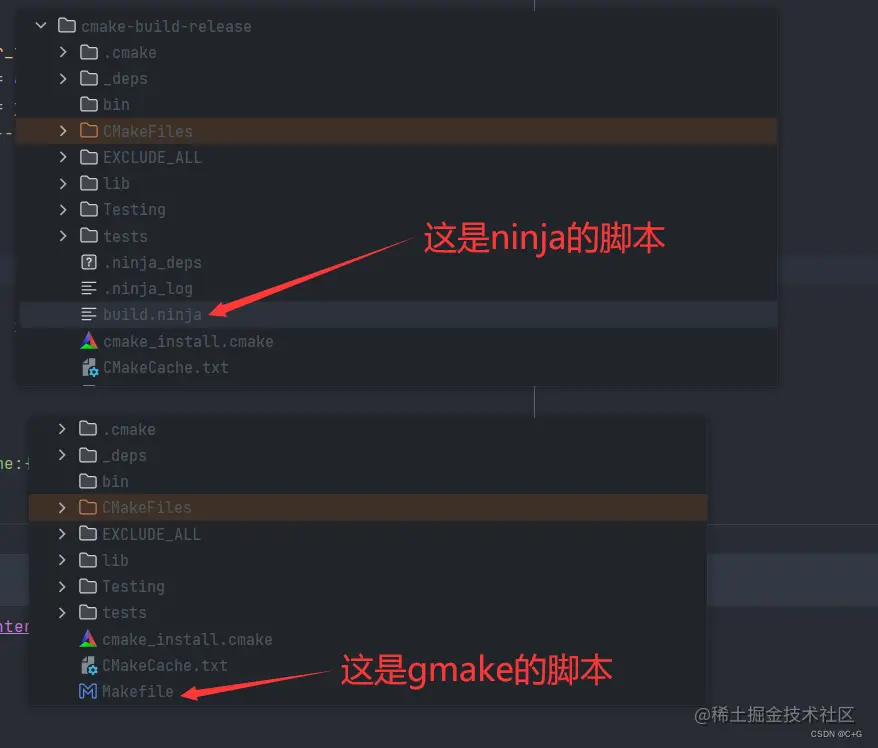 cmake-build-release
.cmake
_deps
bin
CMakeFiles
EXCLUDE_ALL
lib
Testing
tests
这是ninja的脚本
.ninja_deps
.ninja_log
build.ninja
cmake_install.cmake
CMakeCache.txt
.cmake
_deps
bin
CMakeFiles
EXCLUDE_ALL
lib
Testing
tests
cmake_install.cmake
CMakeCache.txt
这是gmake的脚本
Makefile
@稀土掘金技术社区
CSDN @C+G